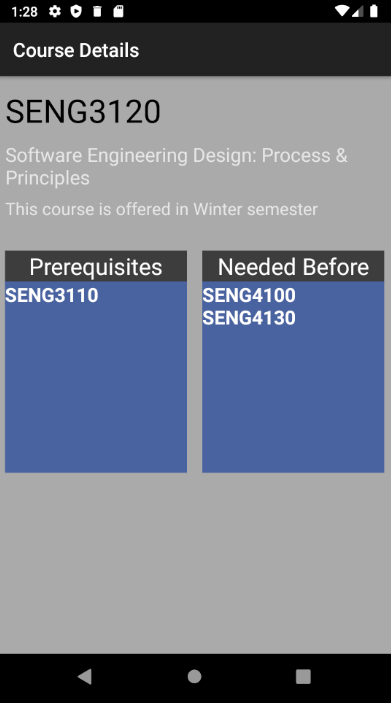 1:28
Course Details
SENG3120
Software Engineering Design: Process &
Principles
This course is offered in Winter semester
Prerequisites
SENG3110
Needed Before
SENG4100
SENG4130